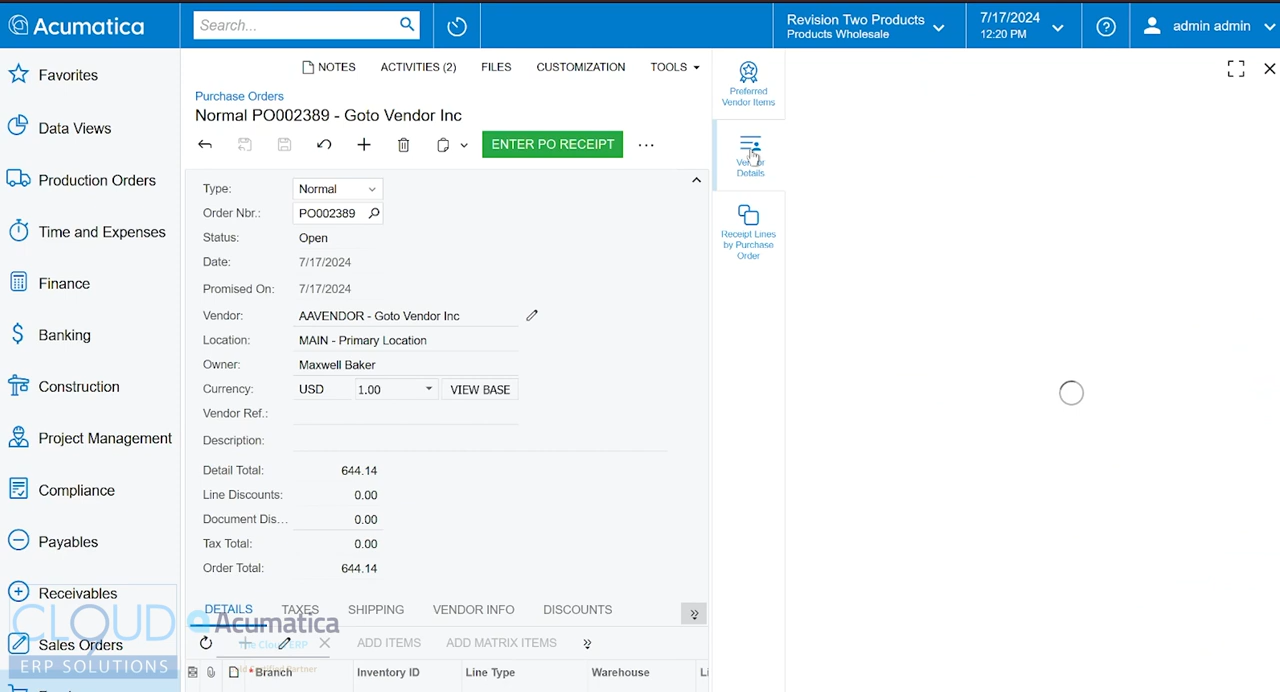 Acumatica
Search...
Revision Two Products
Products Wholesale
7/17/2024
12:20 PM
admin admin
Favorites
Data Views
Production Orders
Time and Expenses
Finance
Banking
Construction
Project Management
Compliance
Payables
Receivables
Sales Orders
CLOUD
ERP SOLUTIONS
NOTES ACTIVITIES (2) FILES CUSTOMIZATION TOOLS
Purchase Orders
Normal PO002389 - Goto Vendor Inc
ENTER PO RECEIPT
Type: Normal
Order Nbr.: PO002389
Status: Open
Date: 7/17/2024
Promised On: 7/17/2024
Vendor: AAVENDOR - Goto Vendor Inc
Location: MAIN - Primary Location
Owner: Maxwell Baker
Currency: USD 1.00 VIEW BASE
Vendor Ref.:
Description:
Detail Total: 644.14
Line Discounts: 0.00
Document Dis... 0.00
Tax Total: 0.00
Order Total: 644.14
DETAILS TAXES SHIPPING VENDOR INFO DISCOUNTS
Acumatica
The Cloud ERP
ADD ITEMS ADD MATRIX ITEMS
Gold Certified Partner
* Branch Inventory ID Line Type Warehouse
Preferred
Vendor Items
Vendor
Details
Receipt Lines
by Purchase
Order